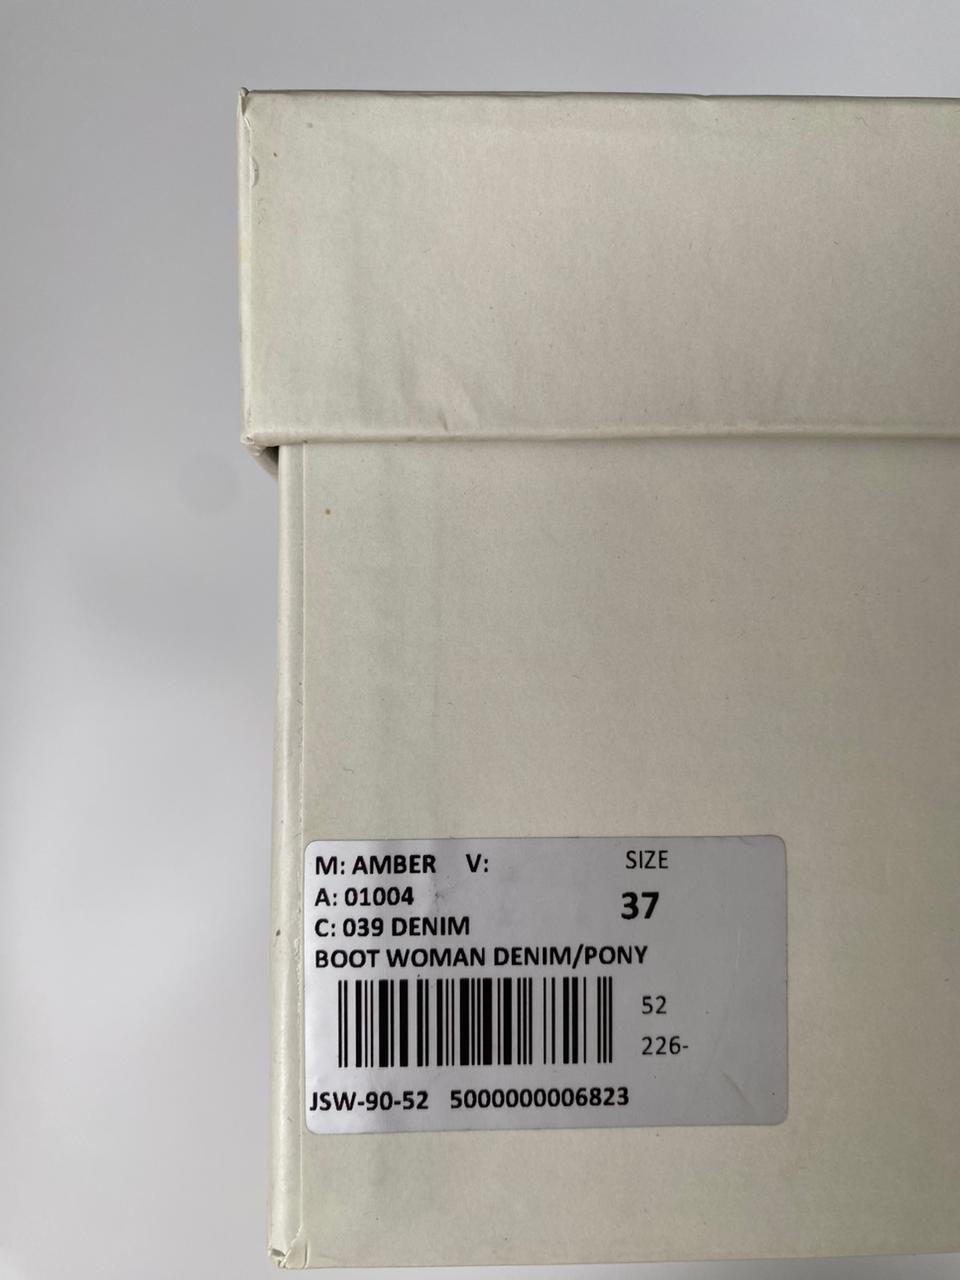 M: AMBER V: SIZE
A: 01004
37
C: 039 DENIM
BOOT WOMAN DENIM/PONY
52
226-
JSW-90-52 5000000006823